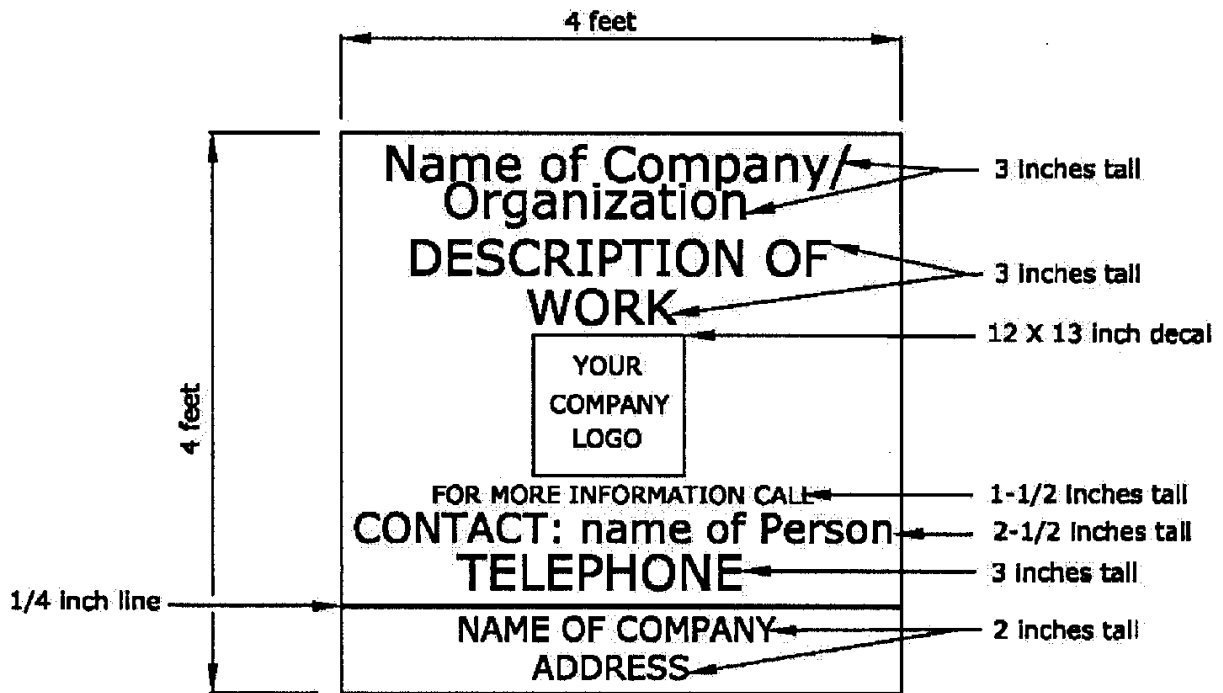 4 feet
Name of Company/
3 inches tall
Organization
DESCRIPTION OF
3 inches tall
WORK
12 X 13 inch decal
YOUR
COMPANY
LOGO
4 feet
FOR MORE INFORMATION CALL
1-1/2 inches tall
CONTACT: name of Person
2-1/2 inches tall
TELEPHONE
3 inches tall
1/4 inch line
NAME OF COMPANY
2 inches tall
ADDRESS